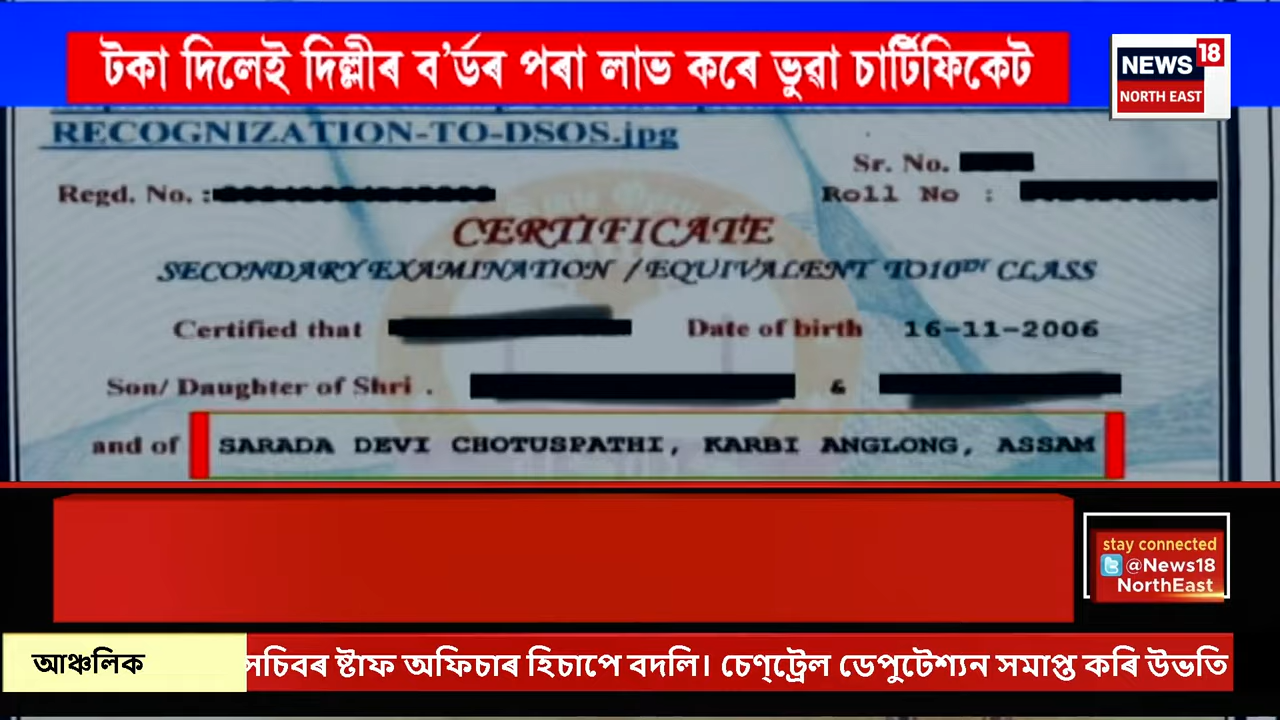 টকা দিলেই দিল্লীৰ ব'ৰ্ডৰ পৰা লাভ কৰে ভুৱা চাৰ্টিফিকেট
NEWS 18
NORTH EAST
RECOGNIZATION-TO-DSOS.jpg
Sr. No.
Regd. No. :
Roll No :
CERTIFICATE
SECONDARY EXAMINATION / EQUIVALENT TO 10TH CLASS
Certified that Date of birth 16-11-2006
Son/ Daughter of Shri . &
and of SARADA DEVI CHOTUSPATHI, KARBI ANGLONG, ASSAM
stay connected
@News18
NorthEast
আঞ্চলিক
সচিবৰ ষ্টাফ অফিচাৰ হিচাপে বদলি। চেণ্ট্ৰেল ডেপুটেশ্যন সমাপ্ত কৰি উভতি